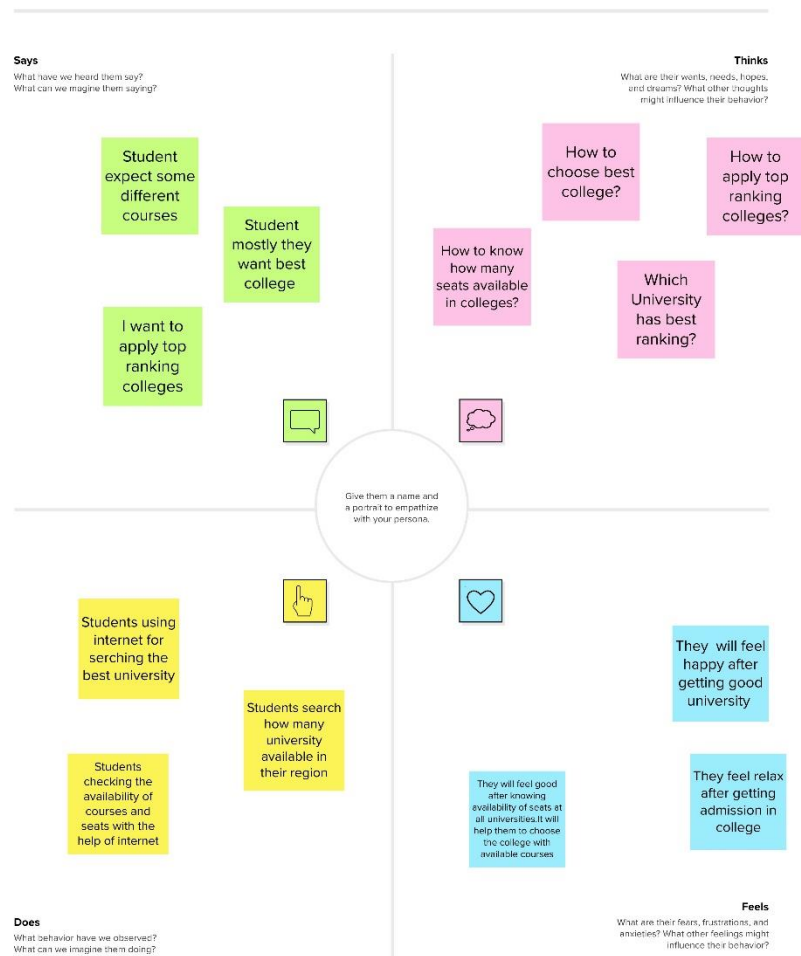 Says
What have we heard them say?
What can we magine them saying?
Thinks
What are their wants, needs, hopes,
and dreams? What other thoughts
might influence their behavior?
Student
expect some
different
courses
Student
mostly they
want best
college
I want to
apply top
ranking
colleges
How to
choose best
college?
How to
apply top
ranking
colleges?
How to know
how many
seats available
in colleges?
Which
University
has best
ranking?
Give them a name and
a portrait to empathize
with your persona.
Students using
internet for
serching the
best university
Students search
how many
university
available in
their region
Students
checking the
availability of
courses and
seats with the
help of internet
They will feel
happy after
getting good
university
They will feel good
after knowing
availability of seats at
all universities.It will
help them to choose
the college with
available courses
They feel relax
after getting
admission in
college
Does
What behavior have we observed?
What can we imagine them doing?
Feels
What are their fears, frustrations, and
anxieties? What other feelings might
influence their behavior?